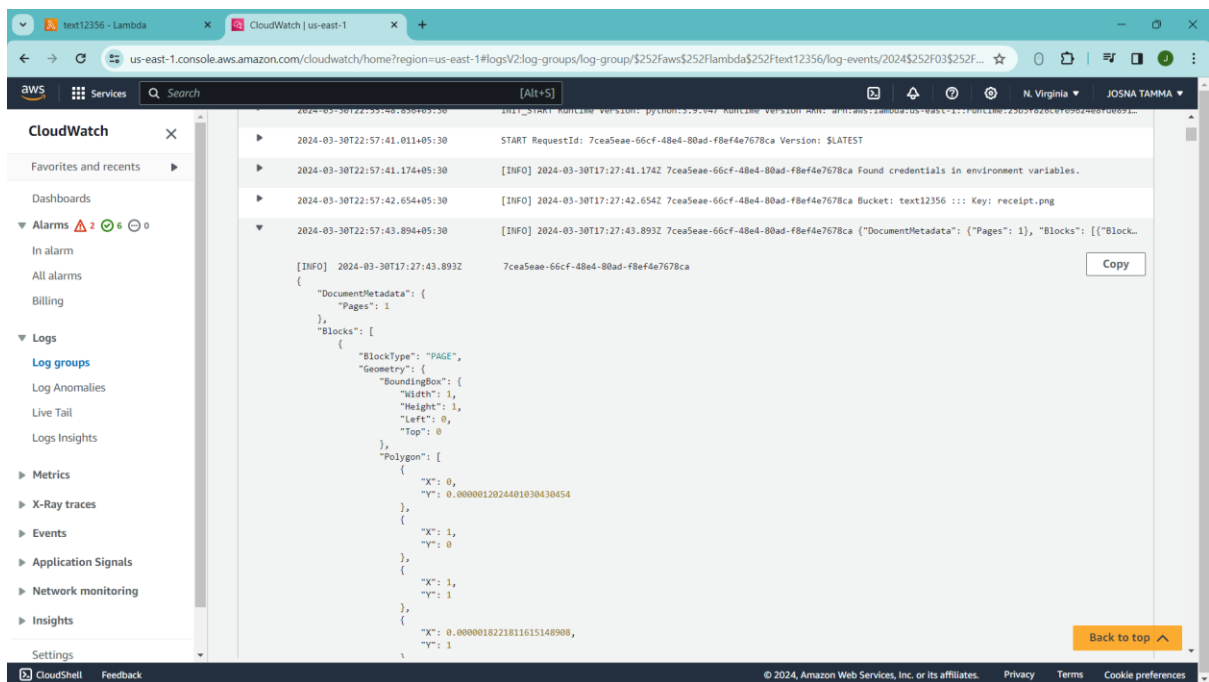 text12356 - Lambda
CloudWatch | us-east-1
us-east-1.console.aws.amazon.com/cloudwatch/home?region=us-east-1#logsV2:log-groups/log-group/$252Faws$252Flambda$252Ftext12356/log-events/2024$252F03$252F...
J
aws Services Search [Alt+S] N. Virginia JOSNA TAMMA
CloudWatch
Favorites and recents
Dashboards
Alarms 2 6 0
In alarm
All alarms
Billing
Logs
Log groups
Log Anomalies
Live Tail
Logs Insights
Metrics
X-Ray traces
Events
Application Signals
Network monitoring
Insights
Settings
2024-03-30T22:57:41.011+05:30 START RequestId: 7cea5eae-66cf-48e4-80ad-f8ef4e7678ca Version: $LATEST
2024-03-30T22:57:41.174+05:30 [INFO] 2024-03-30T17:27:41.174Z 7cea5eae-66cf-48e4-80ad-f8ef4e7678ca Found credentials in environment variables.
2024-03-30T22:57:42.654+05:30 [INFO] 2024-03-30T17:27:42.654Z 7cea5eae-66cf-48e4-80ad-f8ef4e7678ca Bucket: text12356 ::: Key: receipt.png
2024-03-30T22:57:43.894+05:30 [INFO] 2024-03-30T17:27:43.893Z 7cea5eae-66cf-48e4-80ad-f8ef4e7678ca {"DocumentMetadata": {"Pages": 1}, "Blocks": [{"Block...
Copy
[INFO] 2024-03-30T17:27:43.893Z 7cea5eae-66cf-48e4-80ad-f8ef4e7678ca
{
"DocumentMetadata": {
"Pages": 1
},
"Blocks": [
{
"BlockType": "PAGE",
"Geometry": {
"BoundingBox": {
"Width": 1,
"Height": 1,
"Left": 0,
"Top": 0
},
"Polygon": [
{
"X": 0,
"Y": 0.0000012024401030430454
},
{
"X": 1,
"Y": 0
},
{
"X": 1,
"Y": 1
},
{
"X": 0.0000018221811615148908,
"Y": 1
Back to top
CloudShell Feedback © 2024, Amazon Web Services, Inc. or its affiliates. Privacy Terms Cookie preferences